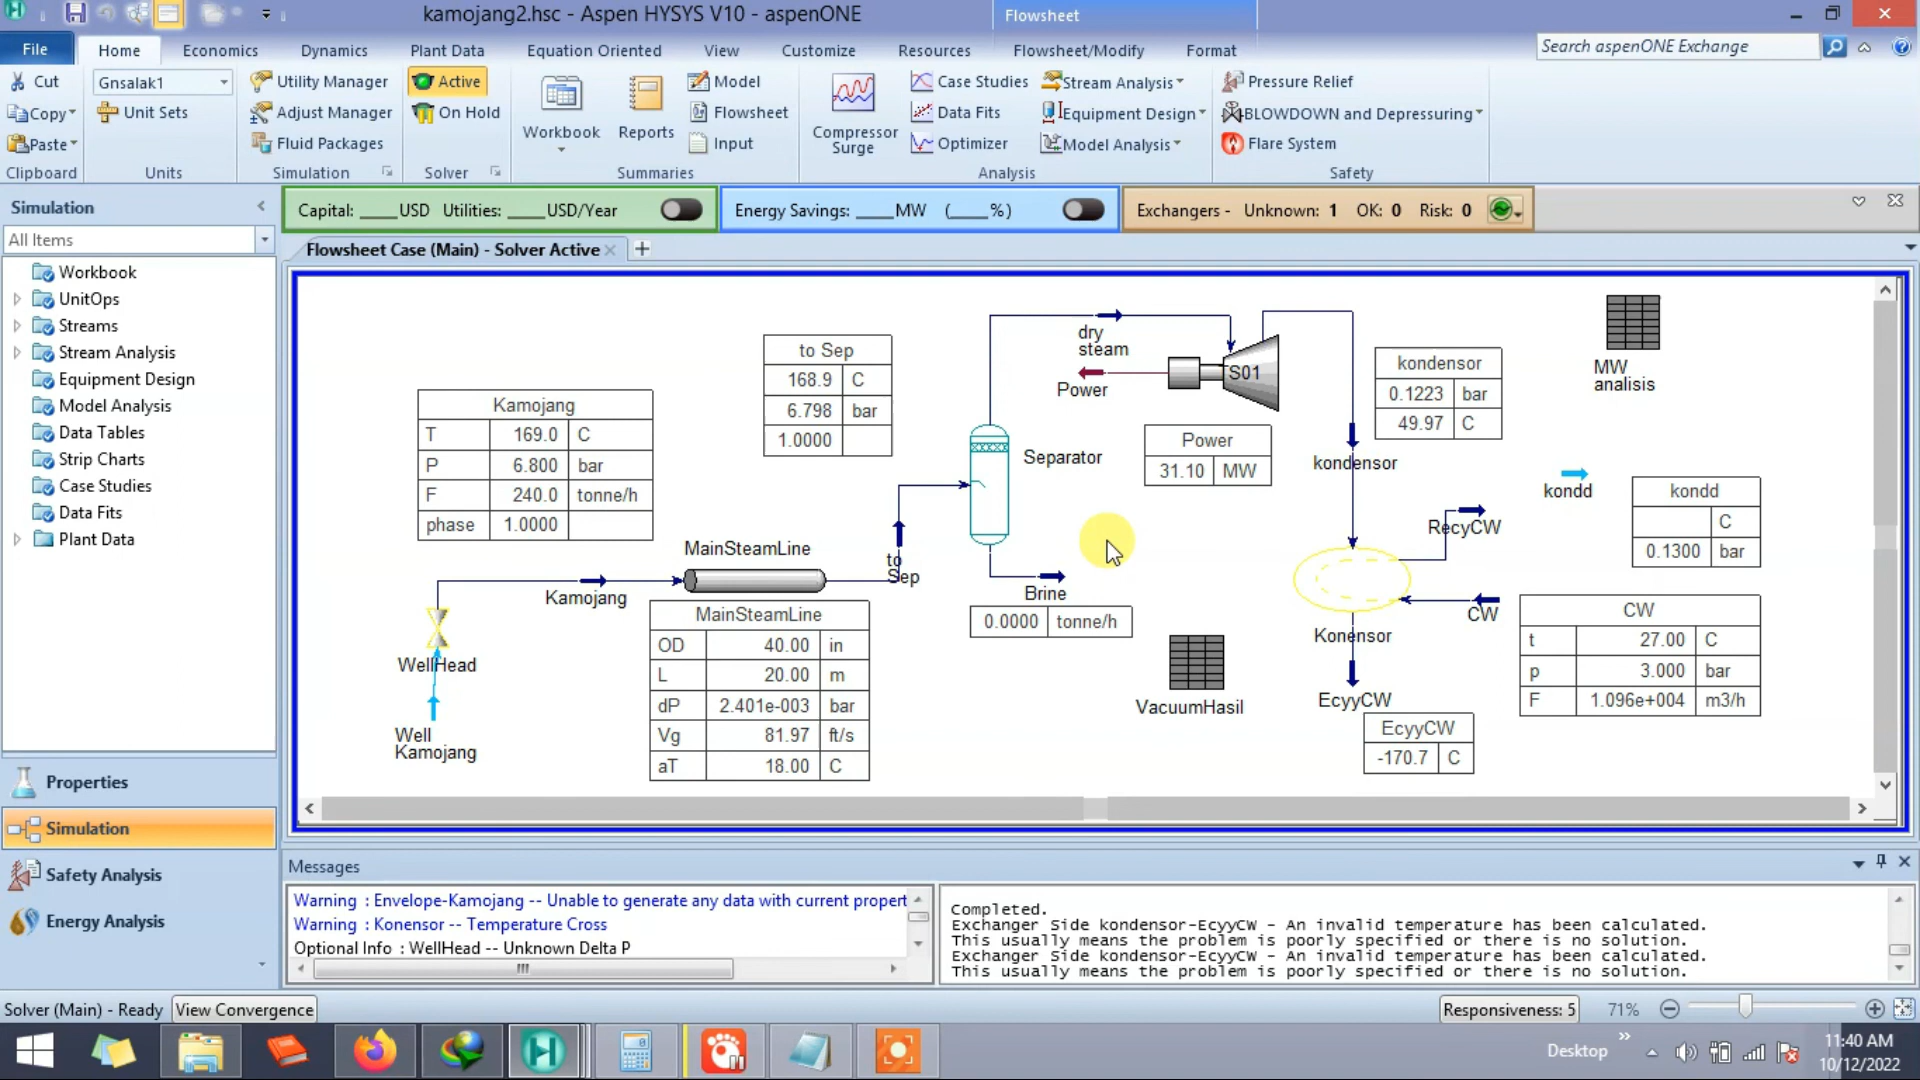 kamojang2.hsc - Aspen HYSYS V10 - aspenONE
Flowsheet
File
Home
Economics
Dynamics
Plant Data
Equation Oriented
View
Customize
Resources
Flowsheet/Modify
Format
Search aspenONE Exchange
Cut
Gnsalak1
Utility Manager
Active
Model
Case Studies
Stream Analysis
Pressure Relief
Copy
Unit Sets
Adjust Manager
On Hold
Flowsheet
Data Fits
Equipment Design
BLOWDOWN and Depressuring
Paste
Fluid Packages
Workbook
Reports
Input
Compressor
Surge
Optimizer
Model Analysis
Flare System
Clipboard
Units
Simulation
Solver
Summaries
Analysis
Safety
Capital: ____USD Utilities: ____USD/Year
Energy Savings: ____MW (____%)
Exchangers - Unknown: 1 OK: 0 Risk: 0
Simulation
All Items
Workbook
UnitOps
Streams
Stream Analysis
Equipment Design
Model Analysis
Data Tables
Strip Charts
Case Studies
Data Fits
Plant Data
Properties
Simulation
Safety Analysis
Energy Analysis
Flowsheet Case (Main) - Solver Active
Kamojang
T 169.0 C
P 6.800 bar
F 240.0 tonne/h
phase 1.0000
to Sep
168.9 C
6.798 bar
1.0000
dry
steam
Power
S01
kondensor
0.1223 bar
49.97 C
MW
analisis
Separator
Power
31.10 MW
kondensor
kondd
kondd
C
0.1300 bar
RecyCW
MainSteamLine
to
Sep
Kamojang
Brine
0.0000 tonne/h
WellHead
Well
Kamojang
MainSteamLine
OD 40.00 in
L 20.00 m
dP 2.401e-003 bar
Vg 81.97 ft/s
aT 18.00 C
VacuumHasil
CW
Konensor
EcyyCW
CW
t 27.00 C
p 3.000 bar
F 1.096e+004 m3/h
EcyyCW
-170.7 C
Messages
Warning : Envelope-Kamojang -- Unable to generate any data with current propert
Warning : Konensor -- Temperature Cross
Optional Info : WellHead -- Unknown Delta P
Completed.
Exchanger Side kondensor-EcyyCW - An invalid temperature has been calculated.
This usually means the problem is poorly specified or there is no solution.
Exchanger Side kondensor-EcyyCW - An invalid temperature has been calculated.
This usually means the problem is poorly specified or there is no solution.
Solver (Main) - Ready
View Convergence
Responsiveness: 5
71%
Desktop
11:40 AM
10/12/2022